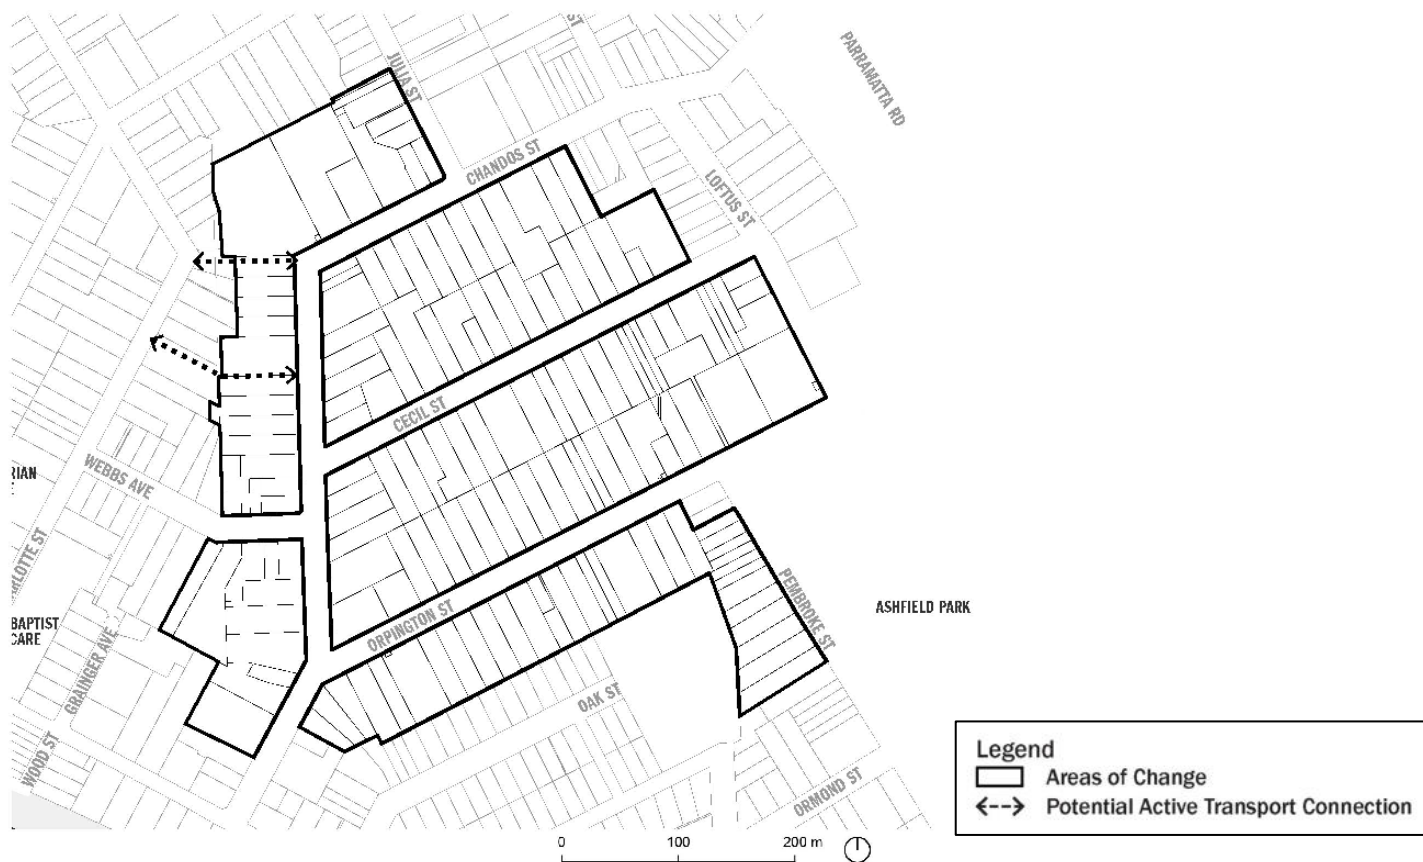 ST
PARRAMATTA RD
JULIA ST
CHANDOS ST
LOFTUS ST
CECIL ST
WEBBS AVE
RIAN
ARLOTTE ST
PEMBROKE ST
ASHFIELD PARK
ORPINGTON ST
BAPTIST
CARE
GRAINGER AVE
OAK ST
WOOD ST
ORMOND ST
Legend
Areas of Change
Potential Active Transport Connection
0 100 200 m